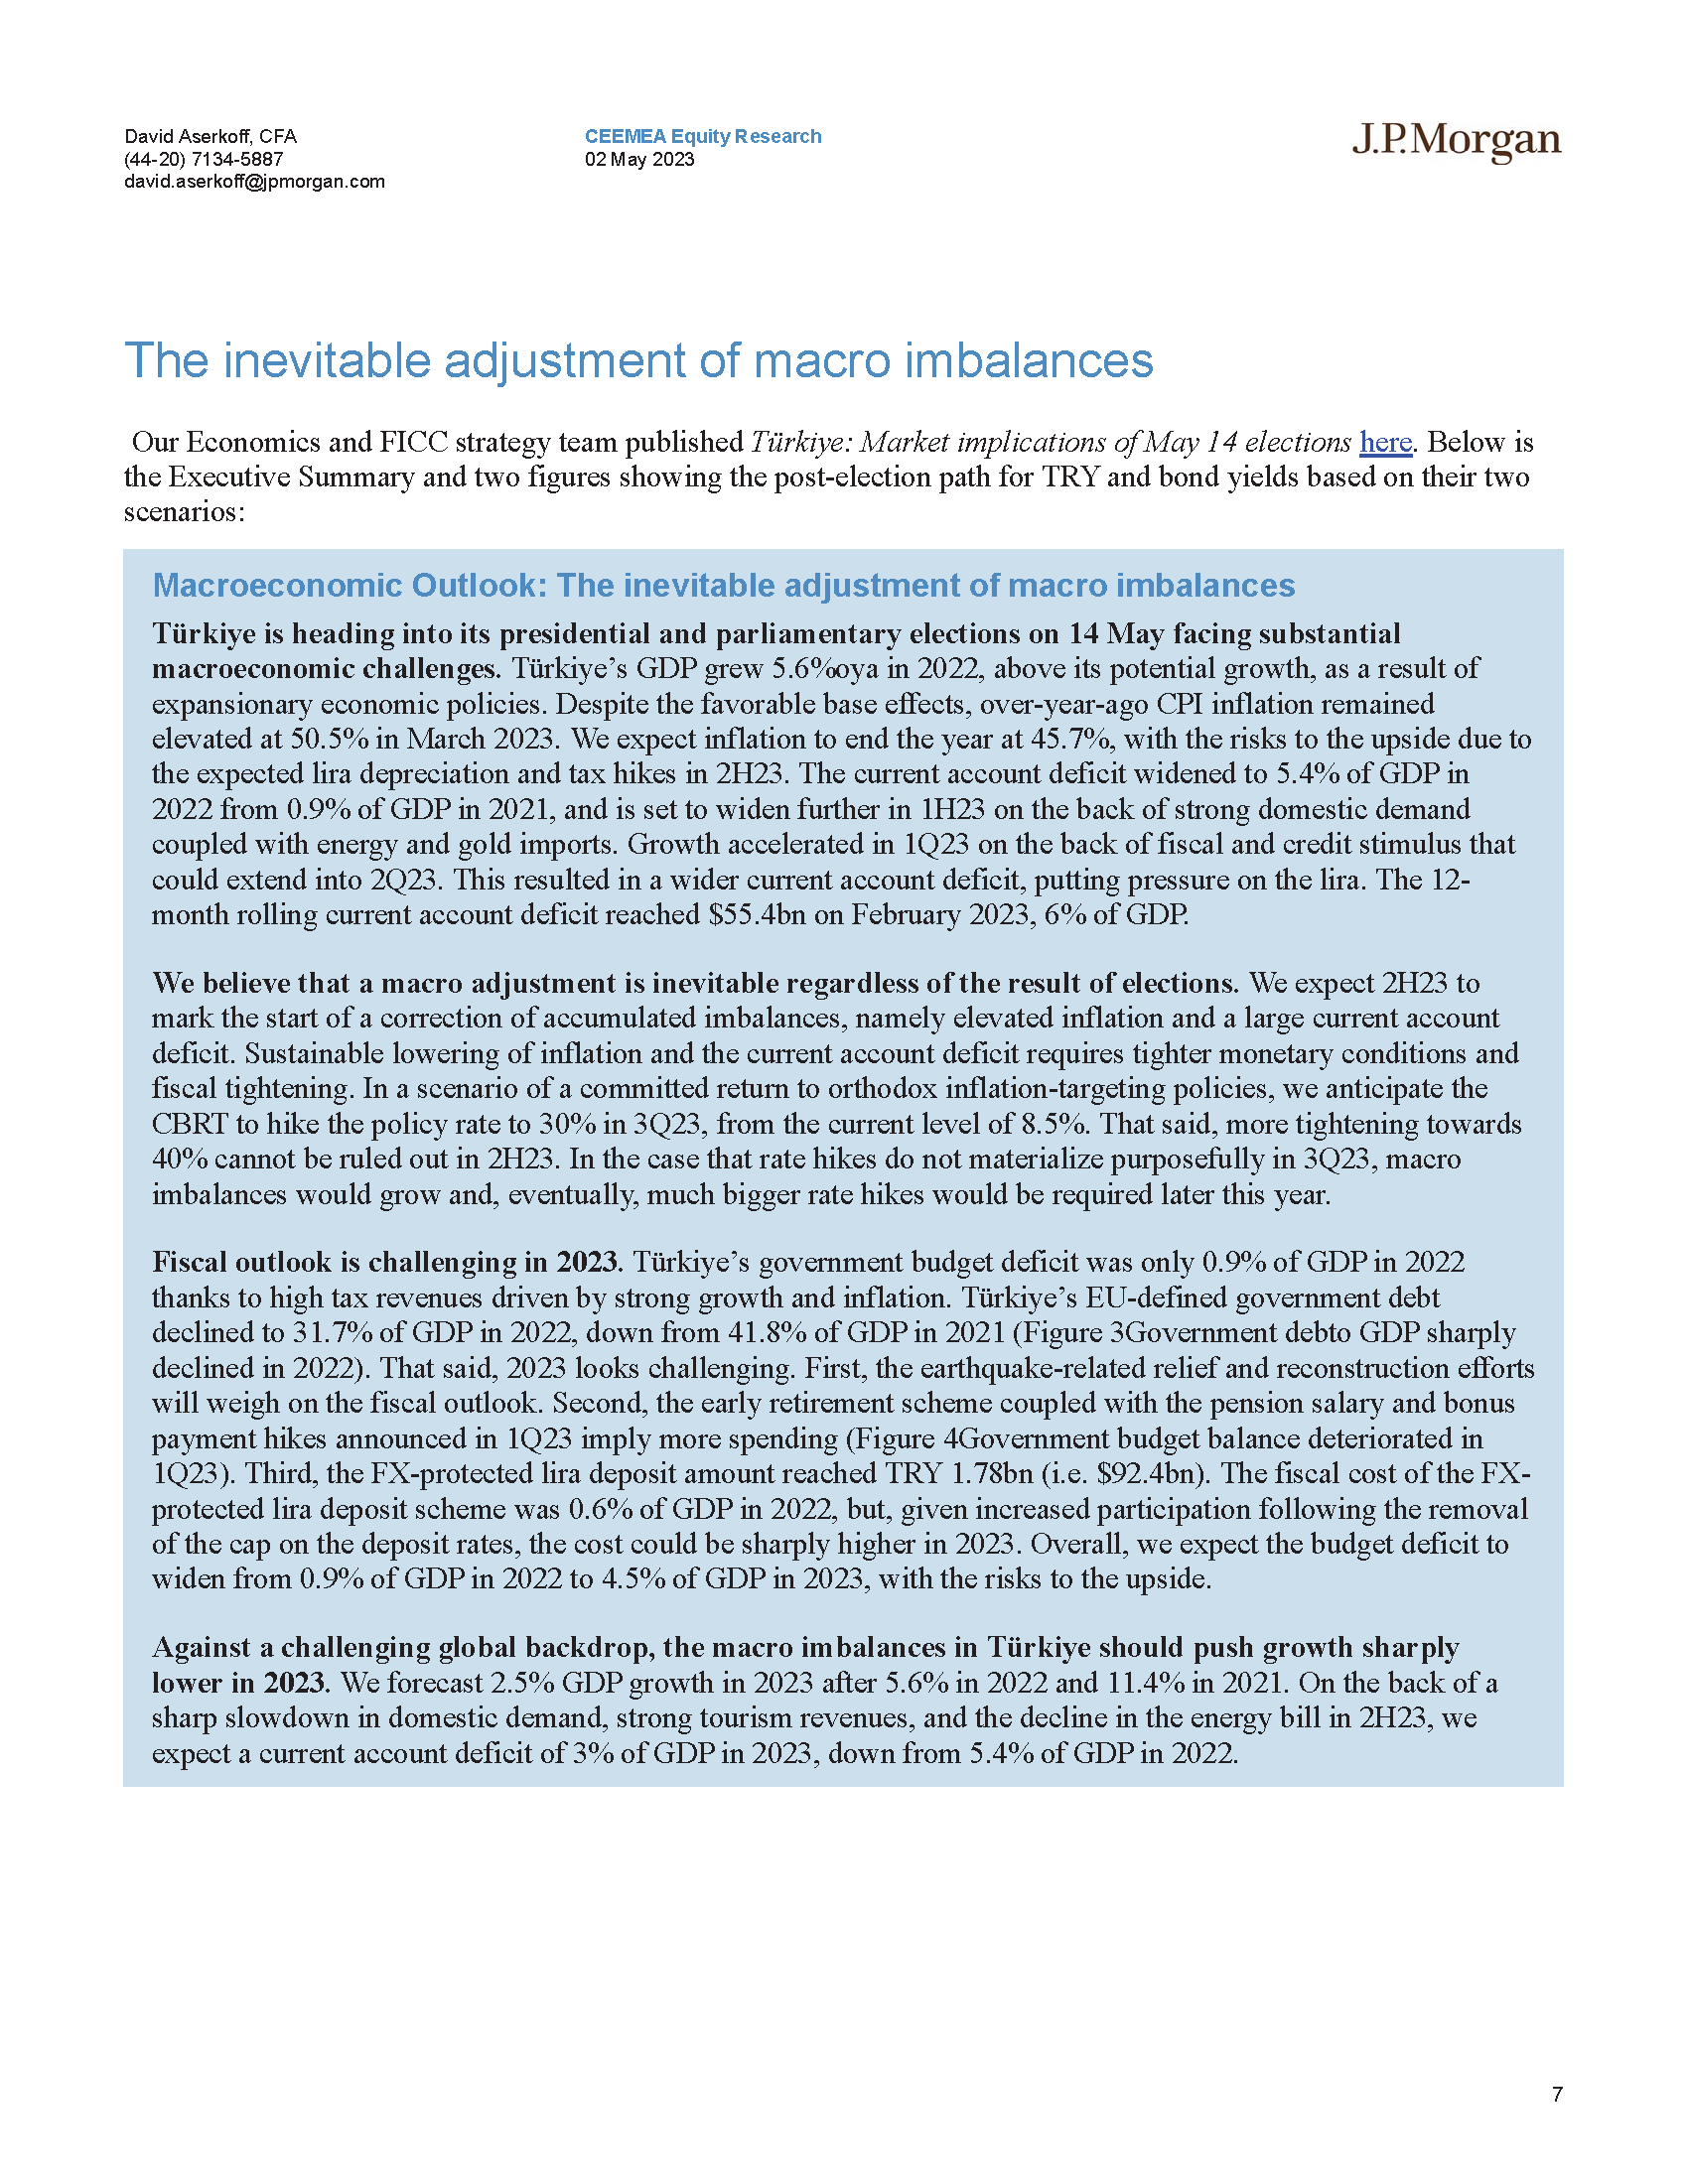 David Aserkoff, CFA
(44-20) 7134-5887
david.aserkoff@jpmorgan.com
CEEMEA Equity Research
02 May 2023
J.P.Morgan
The inevitable adjustment of macro imbalances
Our Economics and FICC strategy team published Türkiye: Market implications of May 14 elections here. Below is
the Executive Summary and two figures showing the post-election path for TRY and bond yields based on their two
scenarios:
Macroeconomic Outlook: The inevitable adjustment of macro imbalances
Türkiye is heading into its presidential and parliamentary elections on 14 May facing substantial
macroeconomic challenges. Türkiye’s GDP grew 5.6%oya in 2022, above its potential growth, as a result of
expansionary economic policies. Despite the favorable base effects, over-year-ago CPI inflation remained
elevated at 50.5% in March 2023. We expect inflation to end the year at 45.7%, with the risks to the upside due to
the expected lira depreciation and tax hikes in 2H23. The current account deficit widened to 5.4% of GDP in
2022 from 0.9% of GDP in 2021, and is set to widen further in 1H23 on the back of strong domestic demand
coupled with energy and gold imports. Growth accelerated in 1Q23 on the back of fiscal and credit stimulus that
could extend into 2Q23. This resulted in a wider current account deficit, putting pressure on the lira. The 12-
month rolling current account deficit reached $55.4bn on February 2023, 6% of GDP.
We believe that a macro adjustment is inevitable regardless of the result of elections. We expect 2H23 to
mark the start of a correction of accumulated imbalances, namely elevated inflation and a large current account
deficit. Sustainable lowering of inflation and the current account deficit requires tighter monetary conditions and
fiscal tightening. In a scenario of a committed return to orthodox inflation-targeting policies, we anticipate the
CBRT to hike the policy rate to 30% in 3Q23, from the current level of 8.5%. That said, more tightening towards
40% cannot be ruled out in 2H23. In the case that rate hikes do not materialize purposefully in 3Q23, macro
imbalances would grow and, eventually, much bigger rate hikes would be required later this year.
Fiscal outlook is challenging in 2023. Türkiye’s government budget deficit was only 0.9% of GDP in 2022
thanks to high tax revenues driven by strong growth and inflation. Türkiye’s EU-defined government debt
declined to 31.7% of GDP in 2022, down from 41.8% of GDP in 2021 (Figure 3Government debto GDP sharply
declined in 2022). That said, 2023 looks challenging. First, the earthquake-related relief and reconstruction efforts
will weigh on the fiscal outlook. Second, the early retirement scheme coupled with the pension salary and bonus
payment hikes announced in 1Q23 imply more spending (Figure 4Government budget balance deteriorated in
1Q23). Third, the FX-protected lira deposit amount reached TRY 1.78bn (i.e. $92.4bn). The fiscal cost of the FX-
protected lira deposit scheme was 0.6% of GDP in 2022, but, given increased participation following the removal
of the cap on the deposit rates, the cost could be sharply higher in 2023. Overall, we expect the budget deficit to
widen from 0.9% of GDP in 2022 to 4.5% of GDP in 2023, with the risks to the upside.
Against a challenging global backdrop, the macro imbalances in Türkiye should push growth sharply
lower in 2023. We forecast 2.5% GDP growth in 2023 after 5.6% in 2022 and 11.4% in 2021. On the back of a
sharp slowdown in domestic demand, strong tourism revenues, and the decline in the energy bill in 2H23, we
expect a current account deficit of 3% of GDP in 2023, down from 5.4% of GDP in 2022.
7